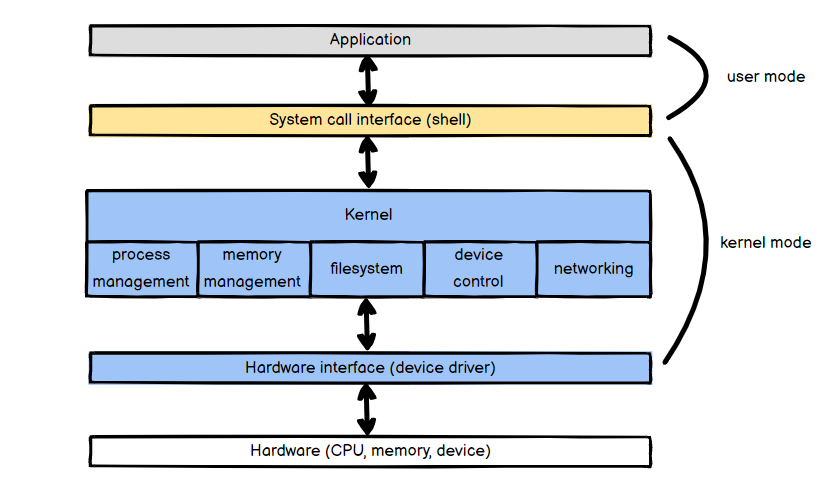 Application
user mode
System call interface (shell)
Kernel
kernel mode
process
management
memory
management
filesystem
device
control
networking
Hardware interface (device driver)
Hardware (CPU, memory, device)